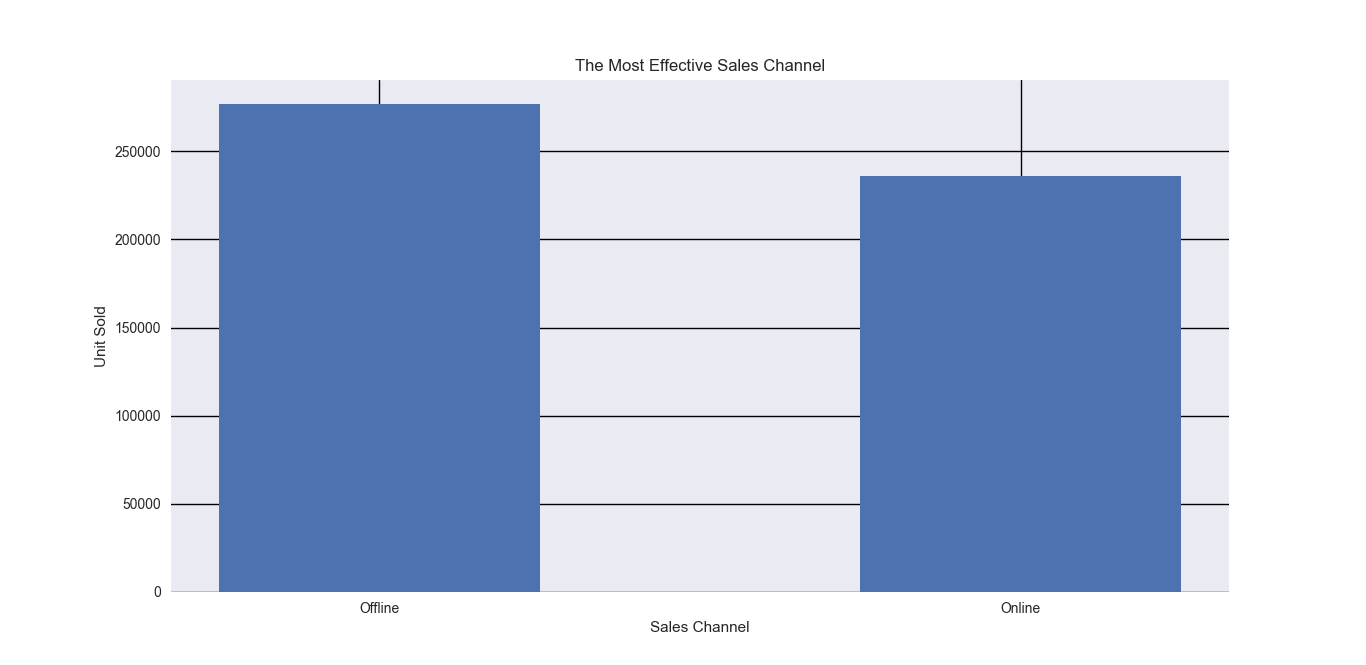 The Most Effective Sales Channel
250000
200000
150000
100000
50000
0
Unit Sold
Offline
Online
Sales Channel